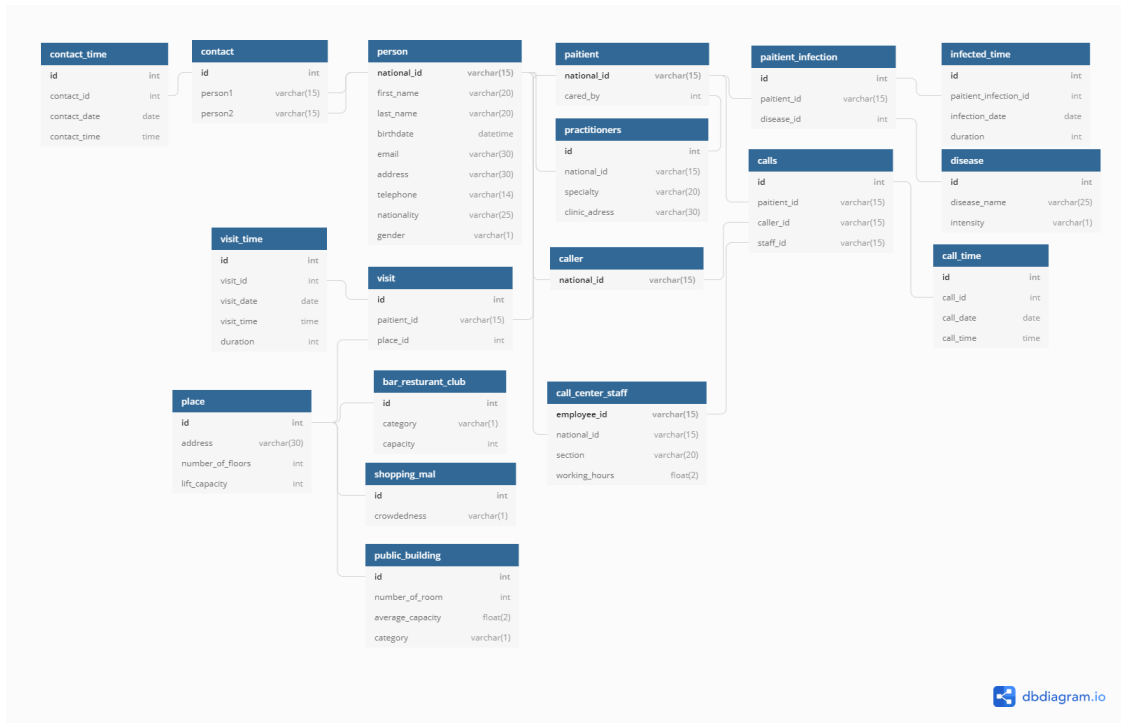 contact_time
id int
contact_id int
contact_date date
contact_time time
contact
id int
person1 varchar(15)
person2 varchar(15)
person
national_id varchar(15)
first_name varchar(20)
last_name varchar(20)
birthdate datetime
email varchar(30)
address varchar(30)
telephone varchar(14)
nationality varchar(25)
gender varchar(1)
paitient
national_id varchar(15)
cared_by int
practitioners
id int
national_id varchar(15)
specialty varchar(20)
clinic_adress varchar(30)
paitient_infection
id int
paitient_id varchar(15)
disease_id int
infected_time
id int
paitient_infection_id int
infection_date date
duration int
calls
id int
paitient_id varchar(15)
caller_id varchar(15)
staff_id varchar(15)
disease
id int
disease_name varchar(25)
intensity varchar(1)
visit_time
id int
visit_id int
visit_date date
visit_time time
duration int
visit
id int
paitient_id varchar(15)
place_id int
caller
national_id varchar(15)
call_time
id int
call_id int
call_date date
call_time time
place
id int
address varchar(30)
number_of_floors int
lift_capacity int
bar_resturant_club
id int
category varchar(1)
capacity int
call_center_staff
employee_id varchar(15)
national_id varchar(15)
section varchar(20)
working_hours float(2)
shopping_mal
id int
crowdedness varchar(1)
public_building
id int
number_of_room int
average_capacity float(2)
category varchar(1)
dbdiagram.io